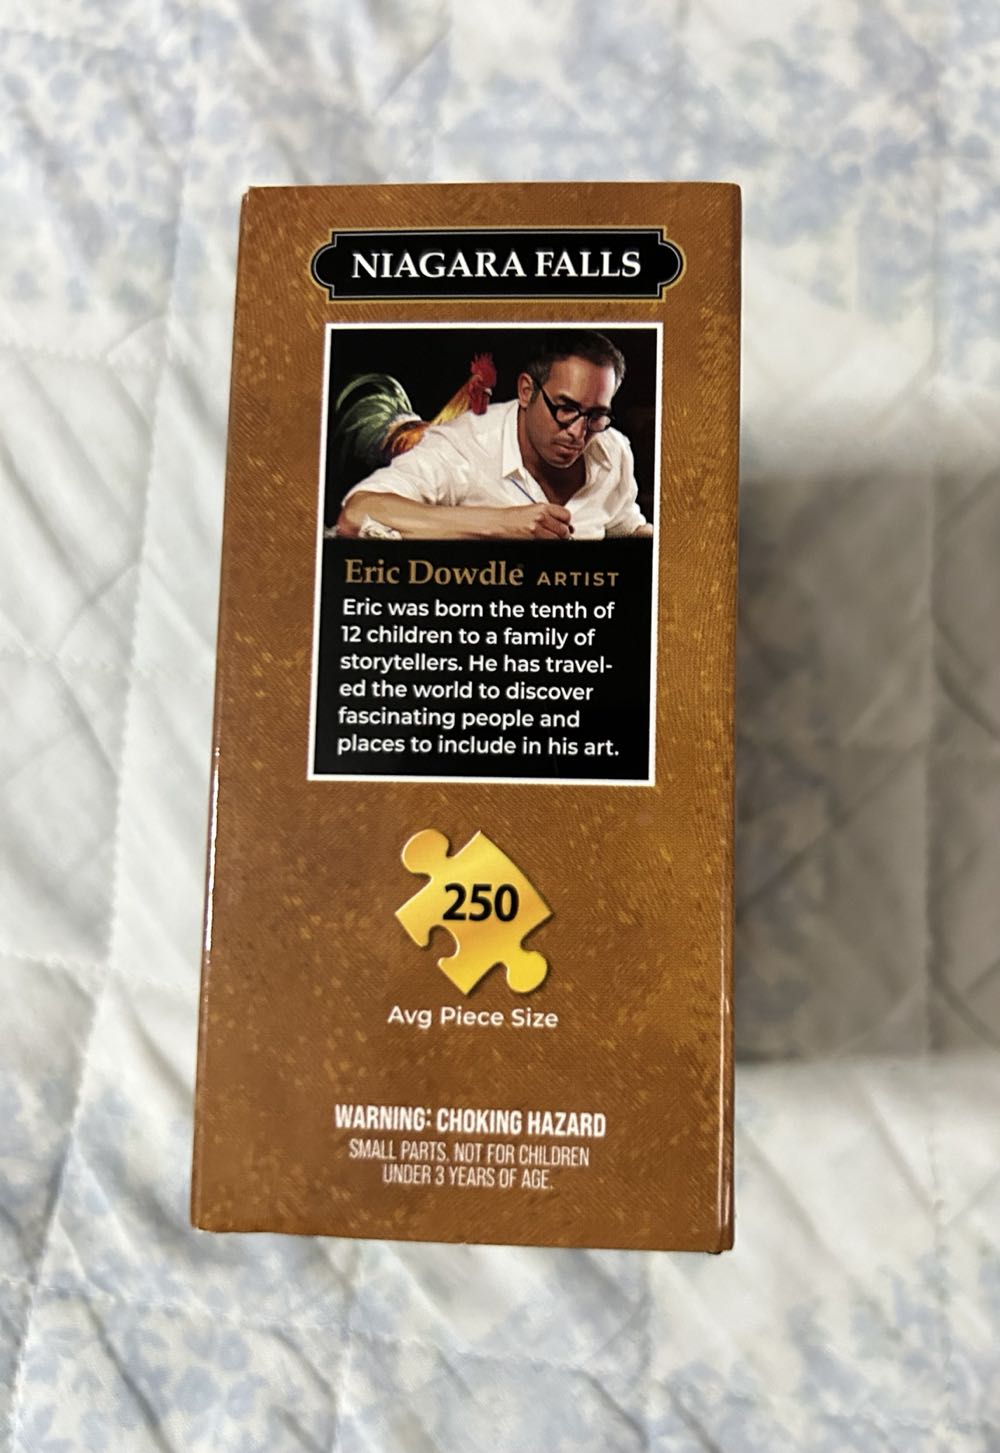 NIAGARA FALLS
Eric Dowdle ARTIST
Eric was born the tenth of
12 children to a family of
storytellers. He has travel-
ed the world to discover
fascinating people and
places to include in his art.
250
Avg Piece Size
WARNING: CHOKING HAZARD
SMALL PARTS, NOT FOR CHILDREN
UNDER 3 YEARS OF AGE.